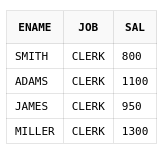 ENAME JOB SAL
SMITH CLERK 800
ADAMS CLERK 1100
JAMES CLERK 950
MILLER CLERK 1300